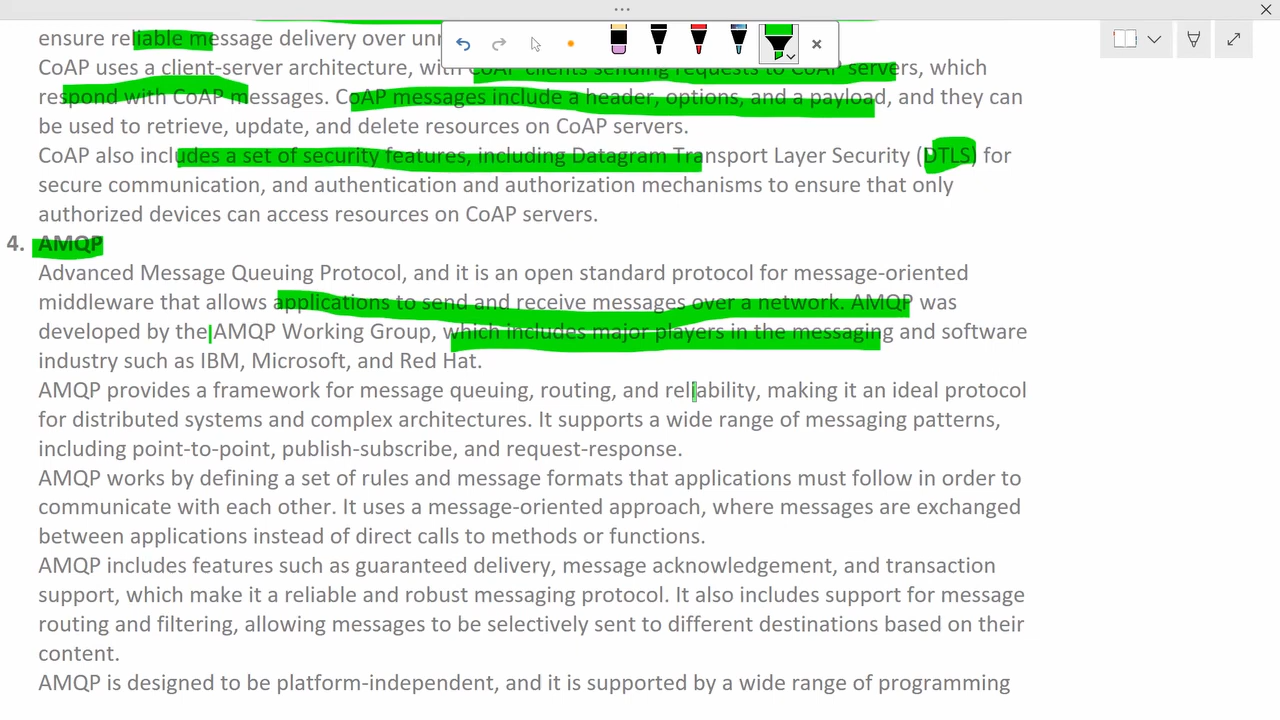 ensure reliable message delivery over
CoAP uses a client-server architecture, with CoAP clients sending requests to CoAP servers, which
respond with CoAP messages. CoAP messages include a header, options, and a payload, and they can
be used to retrieve, update, and delete resources on CoAP servers.
CoAP also includes a set of security features, including Datagram Transport Layer Security (DTLS) for
secure communication, and authentication and authorization mechanisms to ensure that only
authorized devices can access resources on CoAP servers.
4. AMQP
Advanced Message Queuing Protocol, and it is an open standard protocol for message-oriented
middleware that allows applications to send and receive messages over a network. AMQP was
developed by the AMQP Working Group, which includes major players in the messaging and software
industry such as IBM, Microsoft, and Red Hat.
AMQP provides a framework for message queuing, routing, and reliability, making it an ideal protocol
for distributed systems and complex architectures. It supports a wide range of messaging patterns,
including point-to-point, publish-subscribe, and request-response.
AMQP works by defining a set of rules and message formats that applications must follow in order to
communicate with each other. It uses a message-oriented approach, where messages are exchanged
between applications instead of direct calls to methods or functions.
AMQP includes features such as guaranteed delivery, message acknowledgement, and transaction
support, which make it a reliable and robust messaging protocol. It also includes support for message
routing and filtering, allowing messages to be selectively sent to different destinations based on their
content.
AMQP is designed to be platform-independent, and it is supported by a wide range of programming